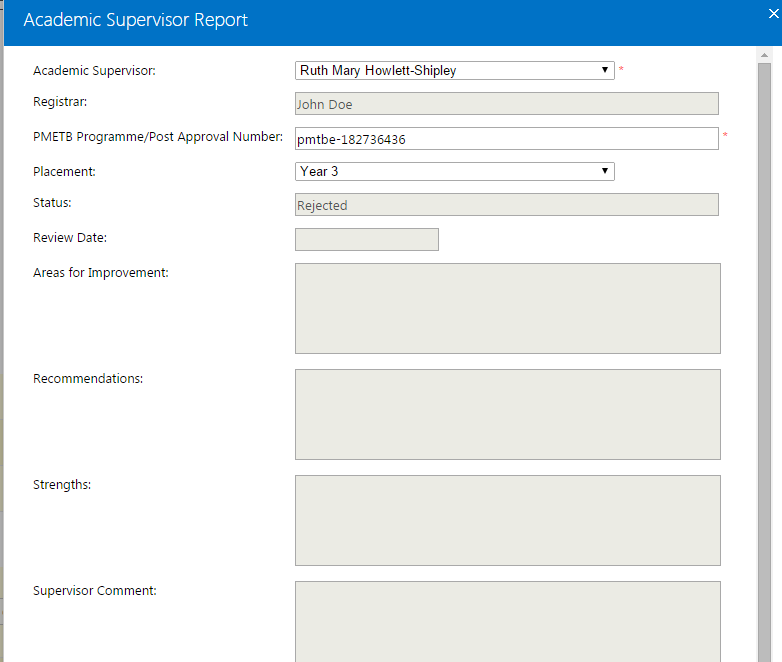 Academic Supervisor Report
Academic Supervisor: Ruth Mary Howlett-Shipley *
Registrar: John Doe
PMETB Programme/Post Approval Number: pmtbe-182736436 *
Placement: Year 3
Status: Rejected
Review Date:
Areas for Improvement:
Recommendations:
Strengths:
Supervisor Comment: